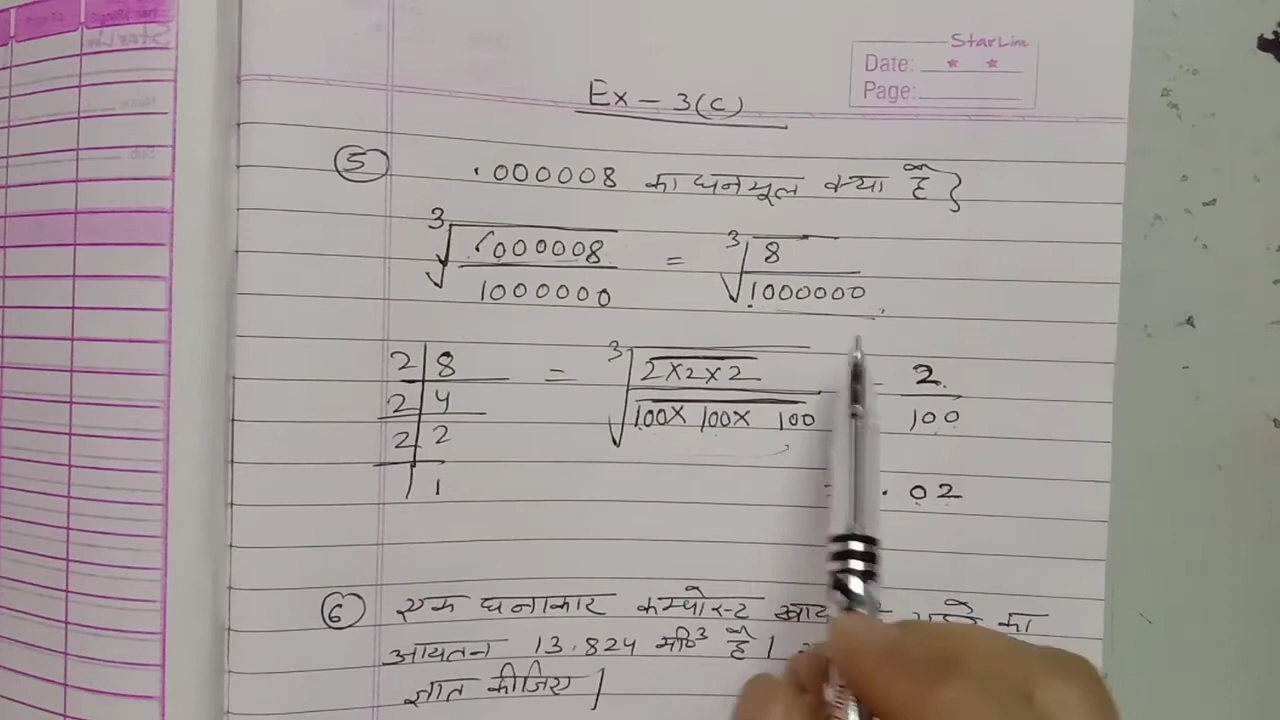 StarLine
Date:
Page:
Ex - 3(c)
5 .000008 का घनमूल क्या है}
3√.000008/1000000 = 3√8/1000000
2 | 8
2 | 4
2 | 2
1
= 3√2×2×2/100×100×100 = 2/100
= .02
6 एक घनाकार कम्पोस्ट खाद का
आयतन 13.824 मी०3 है।
ज्ञात कीजिए।